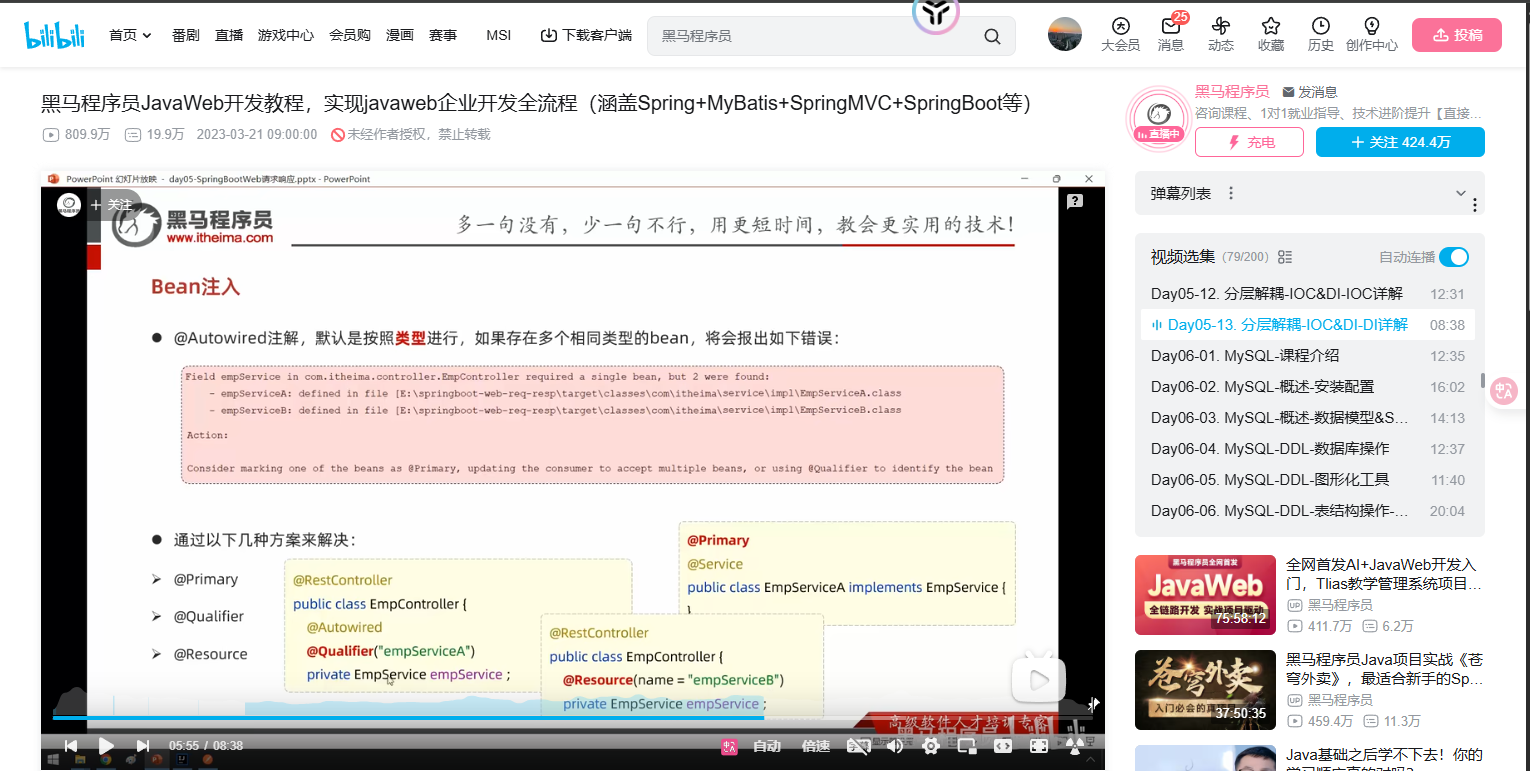 bilibili 首页 番剧 直播 游戏中心 会员购 漫画 赛事 MSI 下载客户端 黑马程序员 大会员 25 消息 动态 收藏 历史 创作中心 投稿
黑马程序员JavaWeb开发教程，实现javaweb企业开发全流程（涵盖Spring+MyBatis+SpringMVC+SpringBoot等）
809.9万 19.9万 2023-03-21 09:00:00 未经作者授权，禁止转载
PowerPoint 幻灯片放映 - day05-SpringBootWeb请求响应.pptx - PowerPoint
+ 关注
黑马程序员
www.itheima.com
多一句没有，少一句不行，用更短时间，教会更实用的技术！
Bean注入
● @Autowired注解，默认是按照类型进行，如果存在多个相同类型的bean，将会报出如下错误：
Field empService in com.itheima.controller.EmpController required a single bean, but 2 were found:
- empServiceA: defined in file [E:\springboot-web-req-resp\target\classes\com\itheima\service\impl\EmpServiceA.class
- empServiceB: defined in file [E:\springboot-web-req-resp\target\classes\com\itheima\service\impl\EmpServiceB.class
Action:
Consider marking one of the beans as @Primary, updating the consumer to accept multiple beans, or using @Qualifier to identify the bean
● 通过以下几种方案来解决：
➢ @Primary
➢ @Qualifier
➢ @Resource
@RestController
public class EmpController {
@Autowired
@Qualifier("empServiceA")
private EmpService empService ;
@RestController
public class EmpController {
@Resource(name = "empServiceB")
private EmpService empService ;
@Primary
@Service
public class EmpServiceA implements EmpService {
}
高级软件人才培训专家
05:55 / 08:38 自动 倍速
黑马程序员 发消息
咨询课程、1对1就业指导、技术进阶提升【直接...
直播中
充电 + 关注 424.4万
弹幕列表
视频选集 (79/200) 自动连播
Day05-12. 分层解耦-IOC&DI-IOC详解 12:31
Day05-13. 分层解耦-IOC&DI-DI详解 08:38
Day06-01. MySQL-课程介绍 12:35
Day06-02. MySQL-概述-安装配置 16:02
Day06-03. MySQL-概述-数据模型&S... 14:13
Day06-04. MySQL-DDL-数据库操作 12:37
Day06-05. MySQL-DDL-图形化工具 11:40
Day06-06. MySQL-DDL-表结构操作-... 20:04
黑马程序员全网首发
JavaWeb
全链路开发 实战项目驱动
75:58:12
全网首发AI+JavaWeb开发入
门，Tlias教学管理系统项目...
UP 黑马程序员
411.7万 6.2万
苍穹外卖
入门必会的真
37:50:35
黑马程序员Java项目实战《苍
穹外卖》，最适合新手的Sp...
UP 黑马程序员
459.4万 11.3万
Java基础之后学不下去！你的